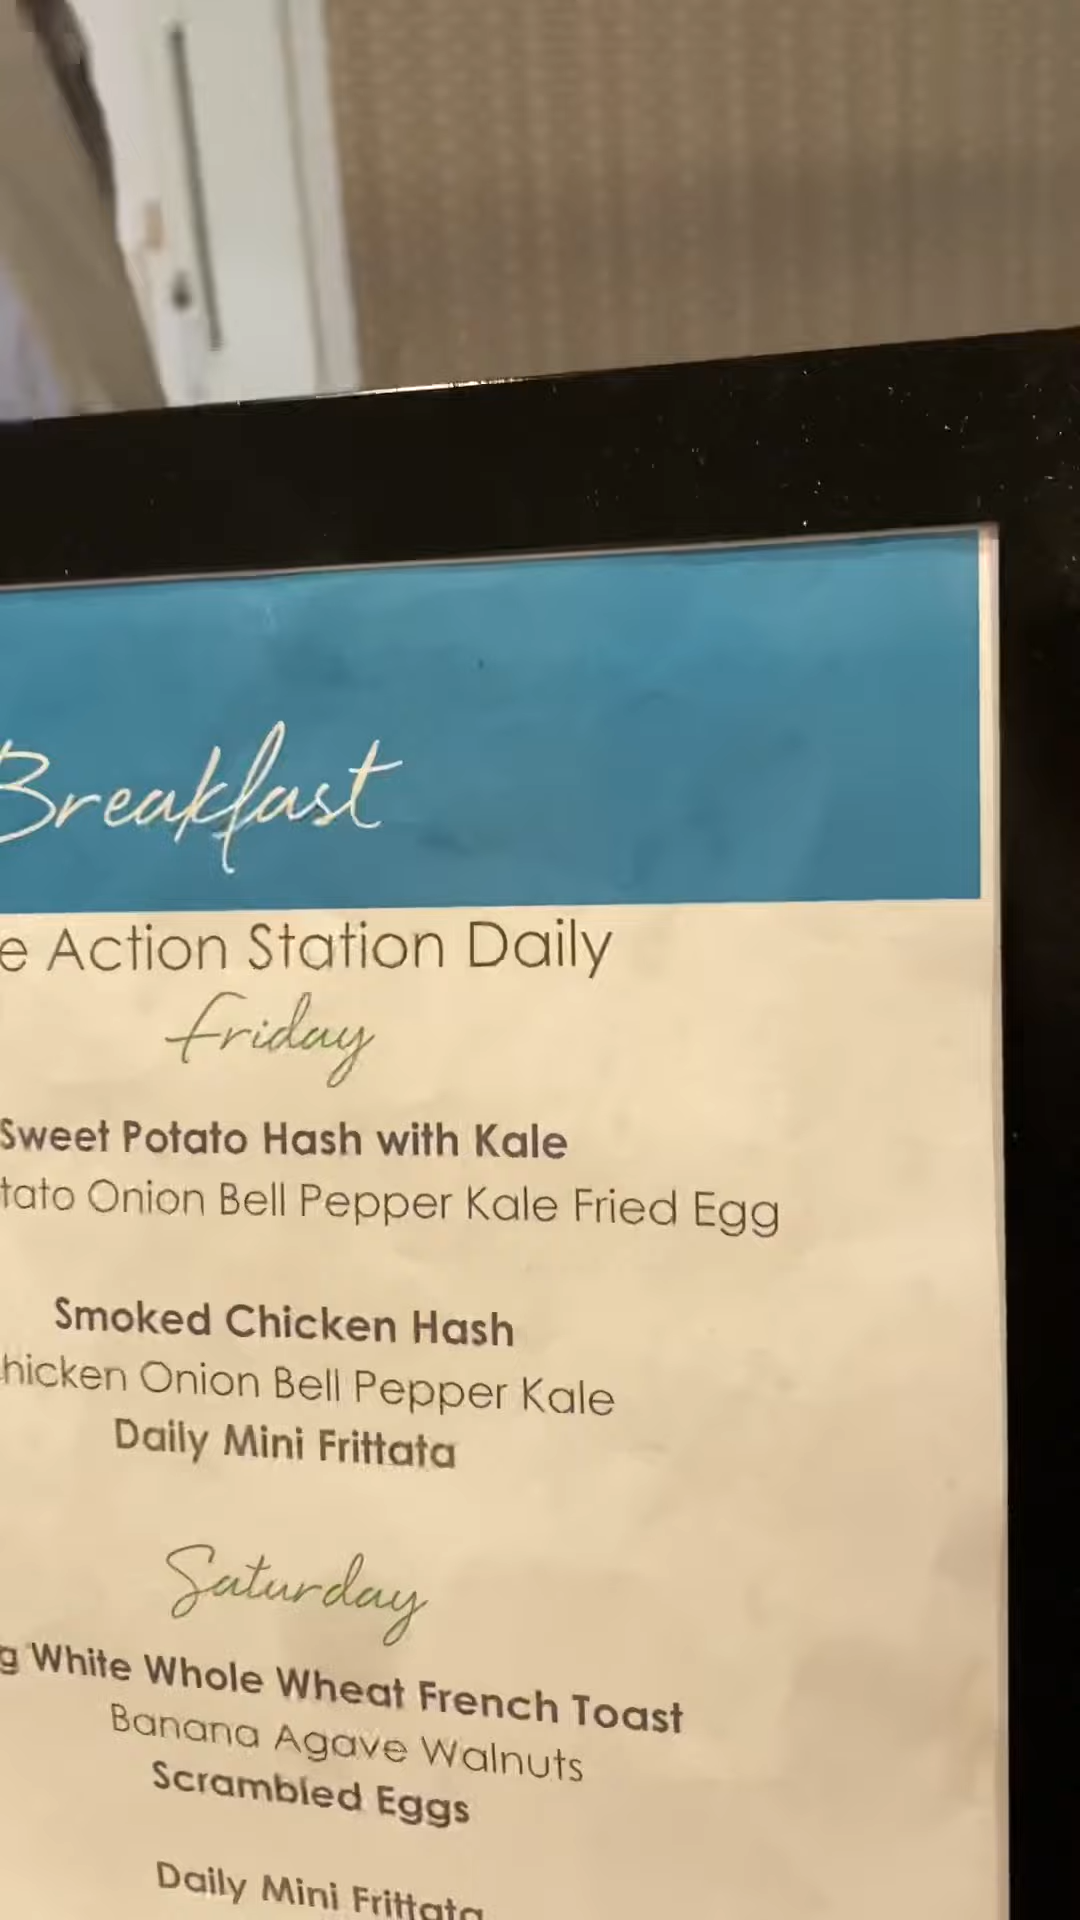 Breakfast
Action Station Daily
Friday
Sweet Potato Hash with Kale
Onion Bell Pepper Kale Fried Egg
Smoked Chicken Hash
Onion Bell Pepper Kale
Daily Mini Frittata
Saturday
White Whole Wheat French Toast
Banana Agave Walnuts
Scrambled Eggs
Daily Mini Frittata